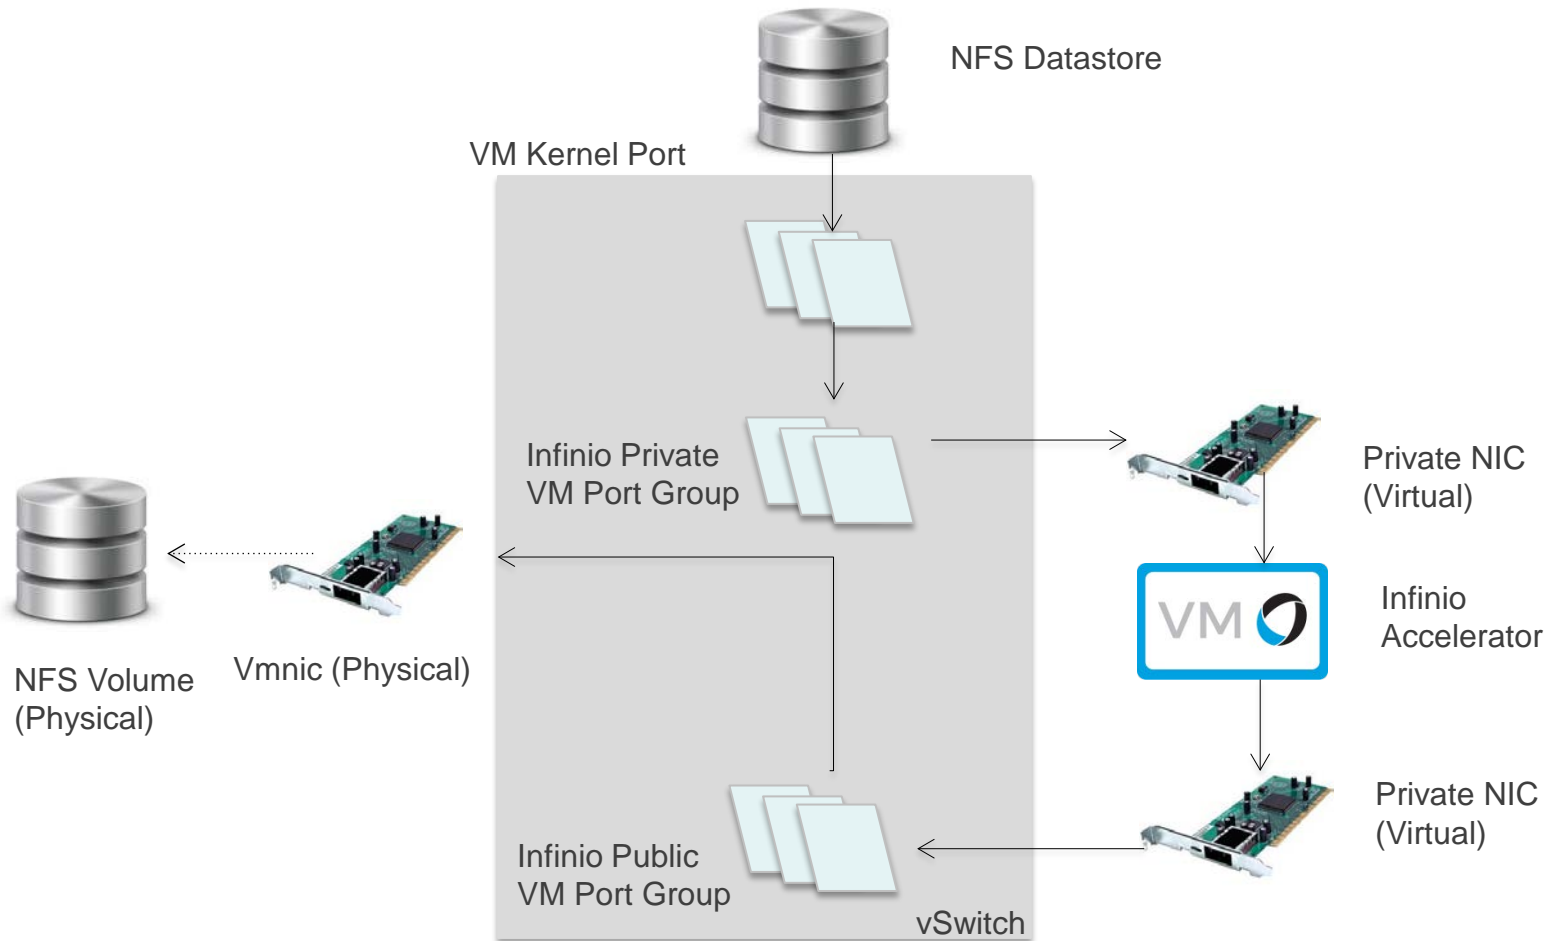 NFS Datastore
VM Kernel Port
Infinio Private
VM Port Group
Private NIC
(Virtual)
VM
Infinio
Accelerator
NFS Volume
(Physical)
Vmnic (Physical)
Private NIC
(Virtual)
Infinio Public
VM Port Group
vSwitch